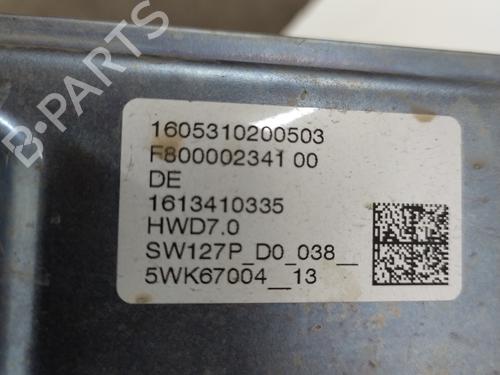 1605310200503
F800002341 00
DE
1613410335
HWD7.0
SW127P_D0_038__
5WK67004__13
B-PARTS